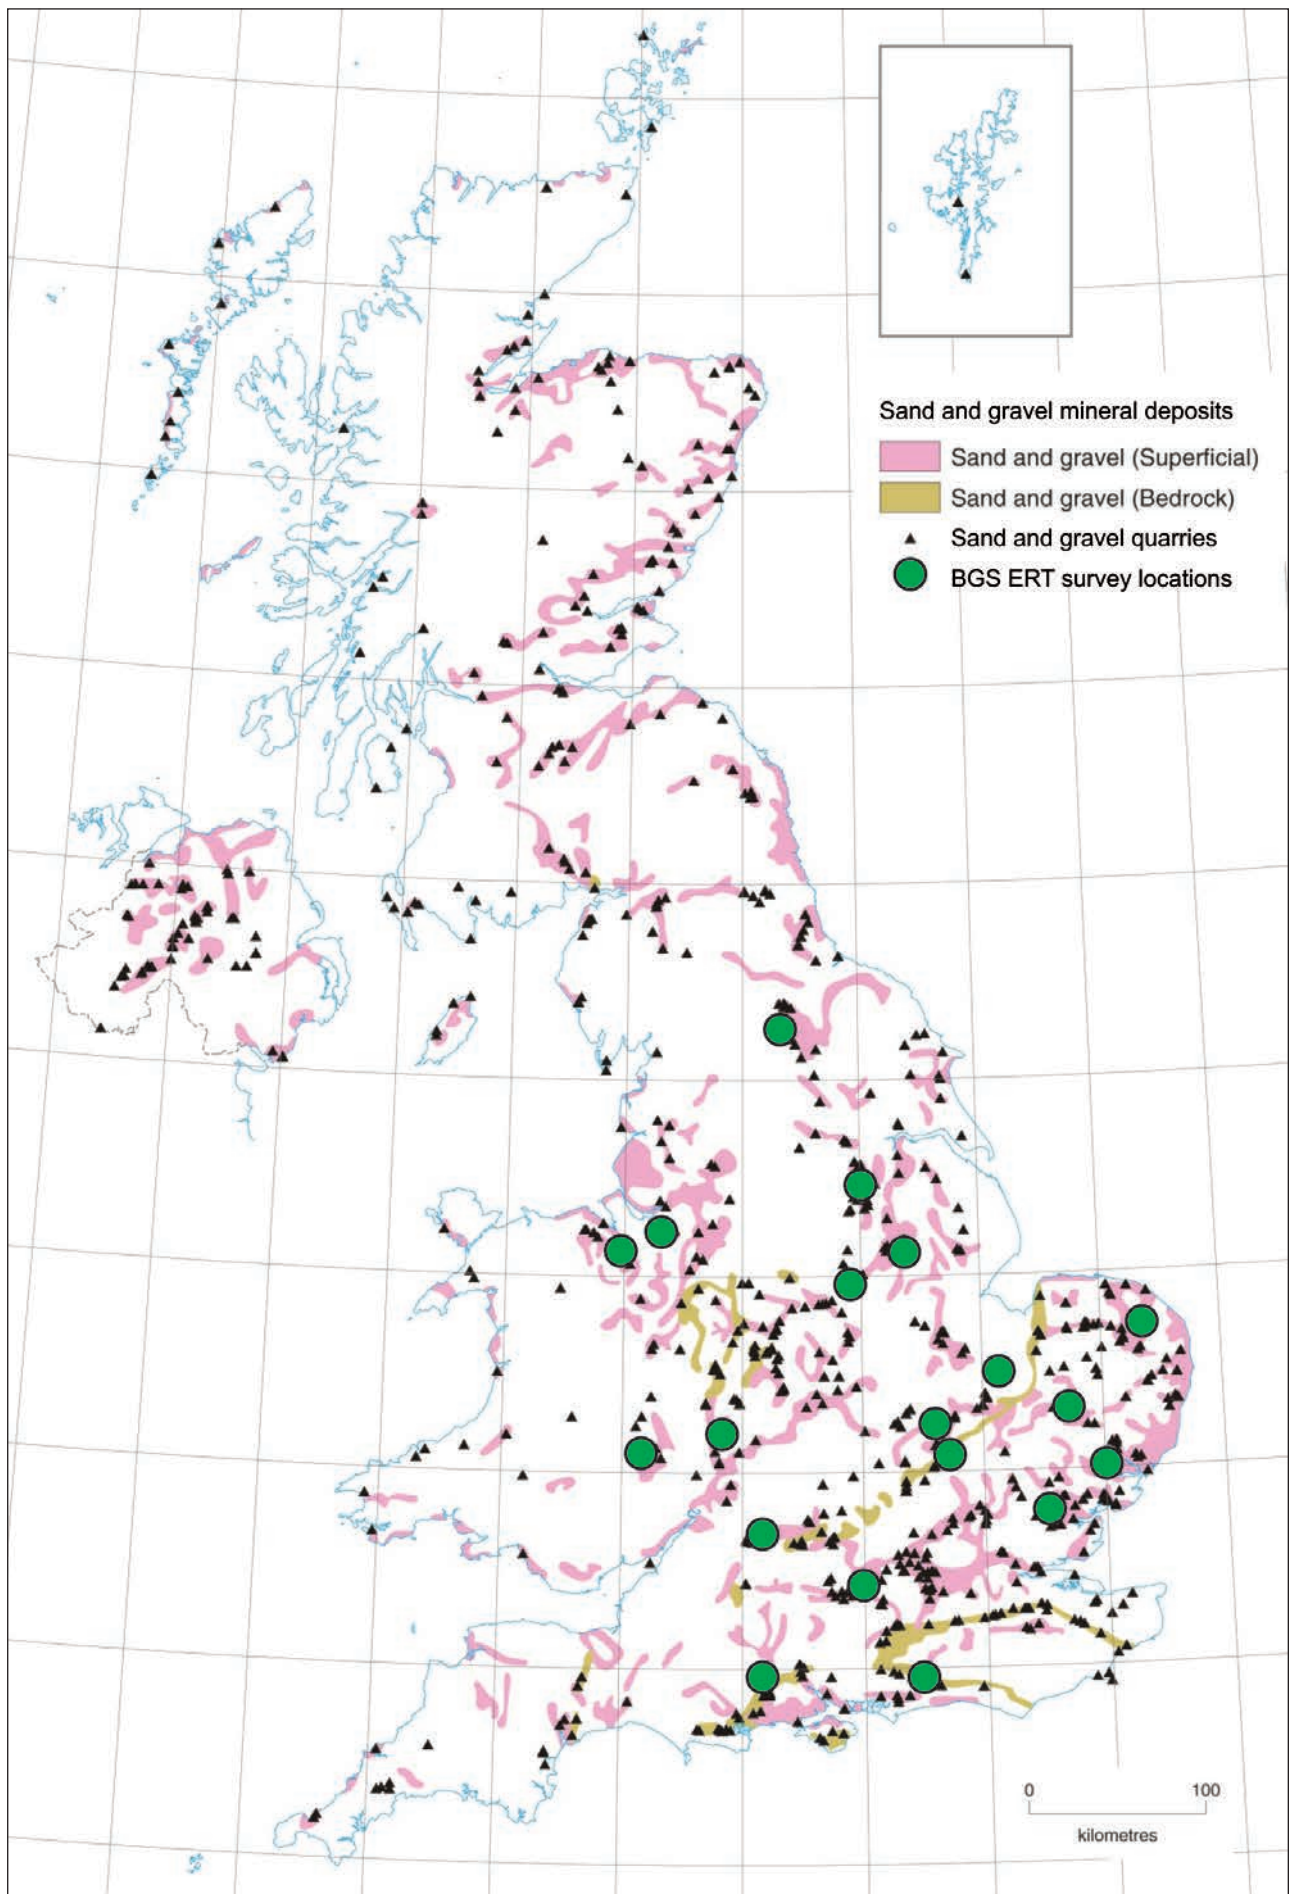 Sand and gravel mineral deposits
Sand and gravel (Superficial)
Sand and gravel (Bedrock)
Sand and gravel quarries
BGS ERT survey locations
0 100
kilometres